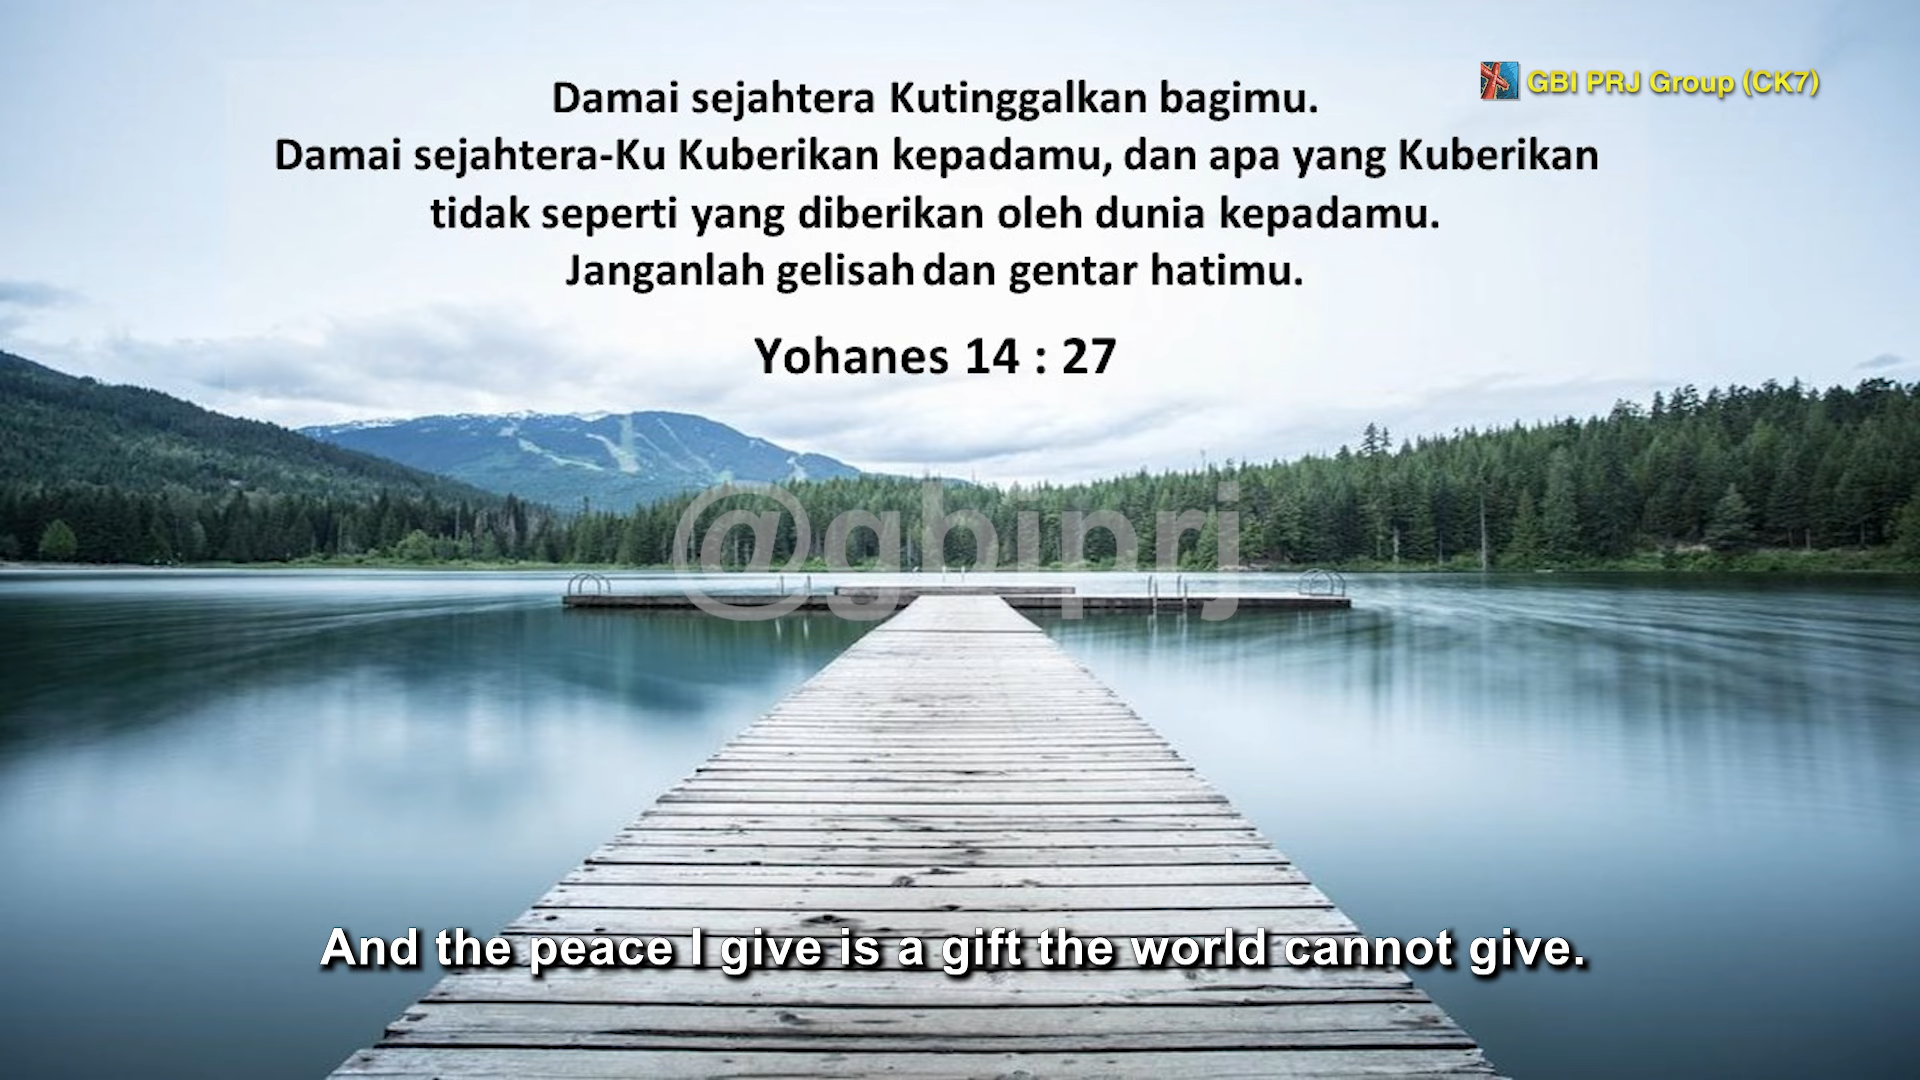 GBI PRJ Group (CK7)
Damai sejahtera Kutinggalkan bagimu.
Damai sejahtera-Ku Kuberikan kepadamu, dan apa yang Kuberikan
tidak seperti yang diberikan oleh dunia kepadamu.
Janganlah gelisah dan gentar hatimu.
Yohanes 14 : 27
@gbiprj
And the peace I give is a gift the world cannot give.